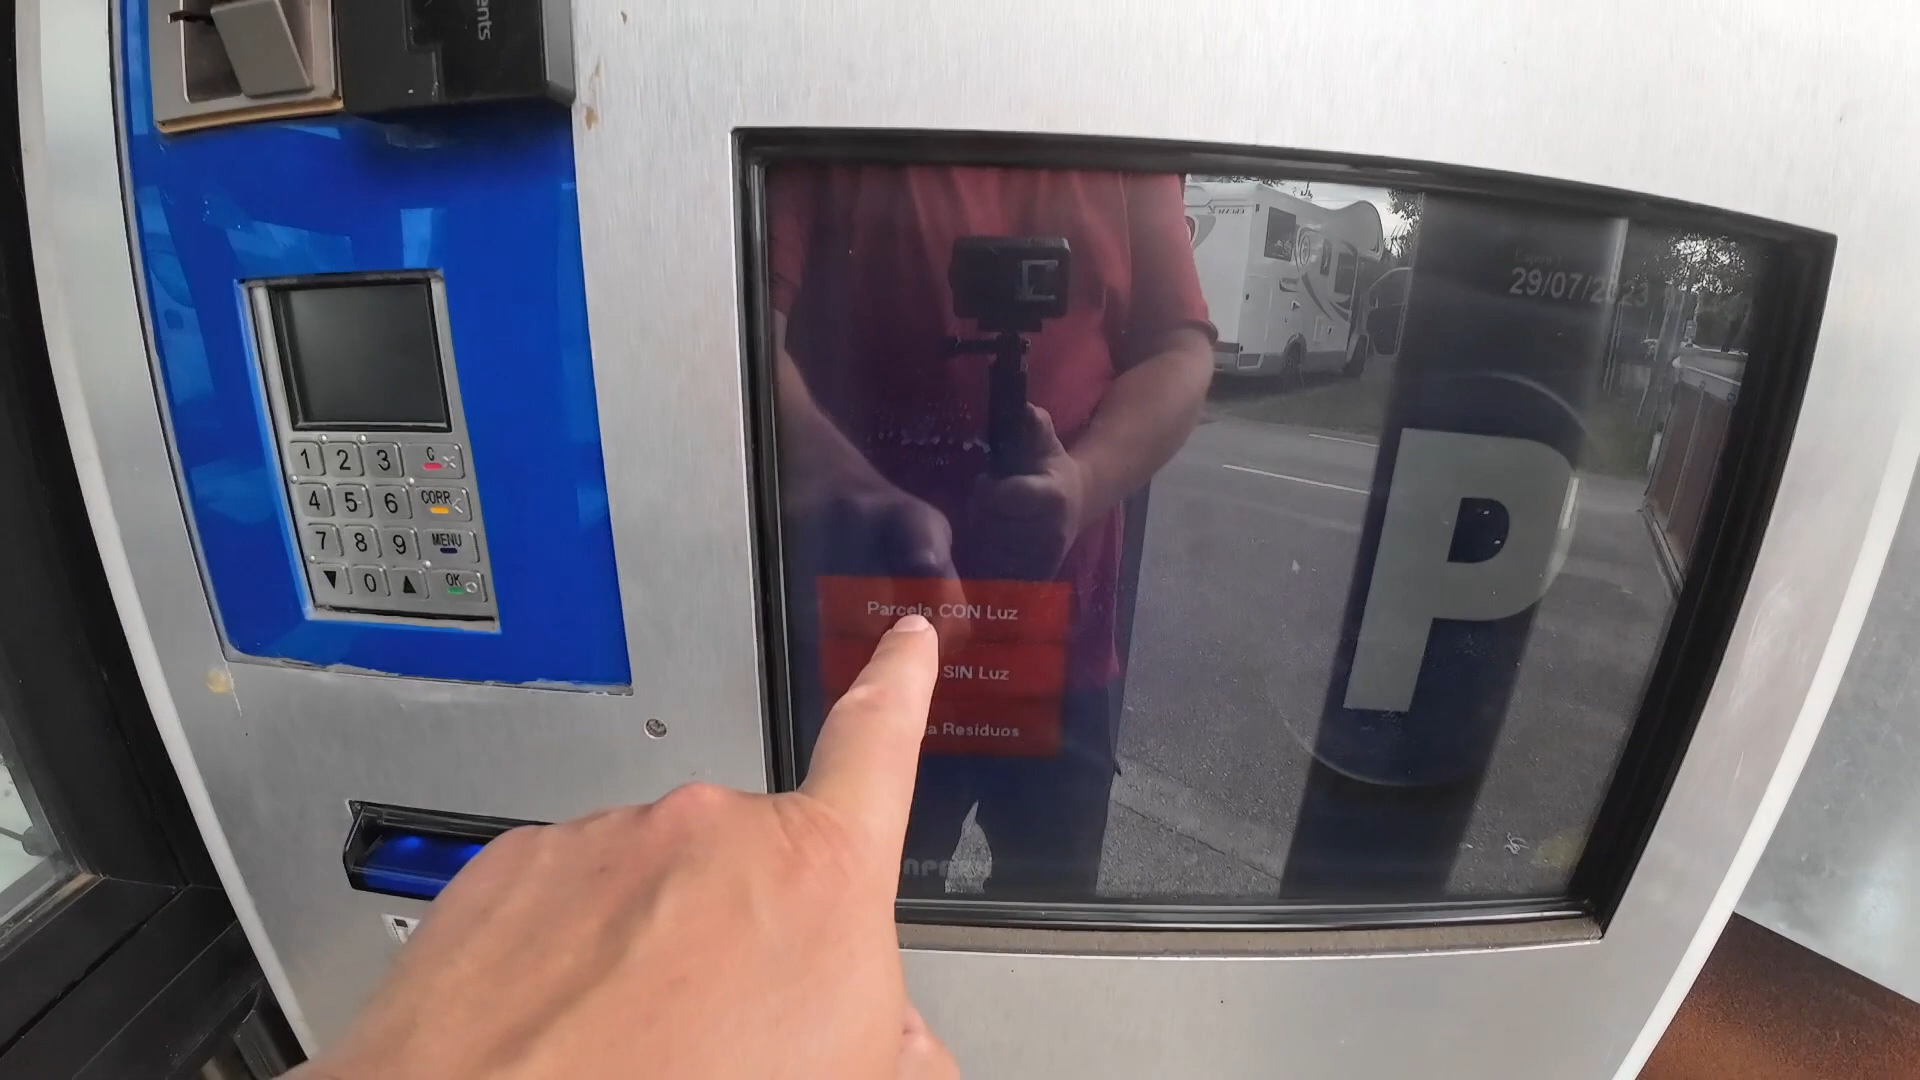 ents
1 2 3 C
4 5 6 CORR
7 8 9 MENU
0 OK
29/07/2023
P
Parcela CON Luz
SIN Luz
a Residuos